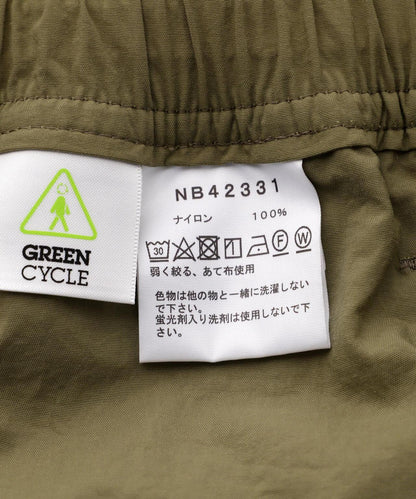 GREEN
CYCLE
NB42331
ナイロン 100%
30 F W
弱く絞る、あて布使用
色物は他の物と一緒に洗濯しない
で下さい。
蛍光剤入り洗剤は使用しないで下
さい。